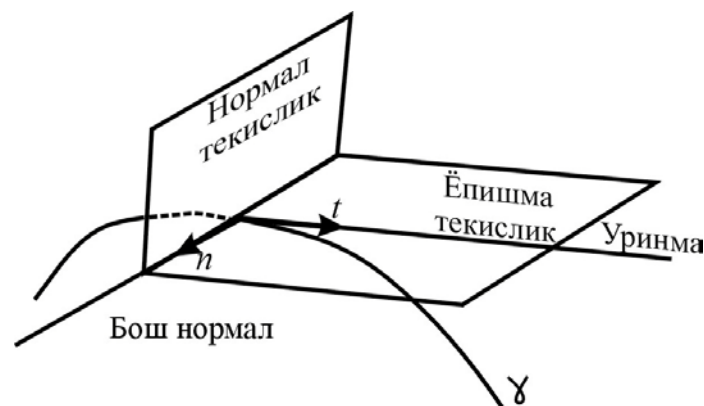 Нормал
текислик
Ёпишма
текислик
t
Уринма
n
Бош нормал
γ